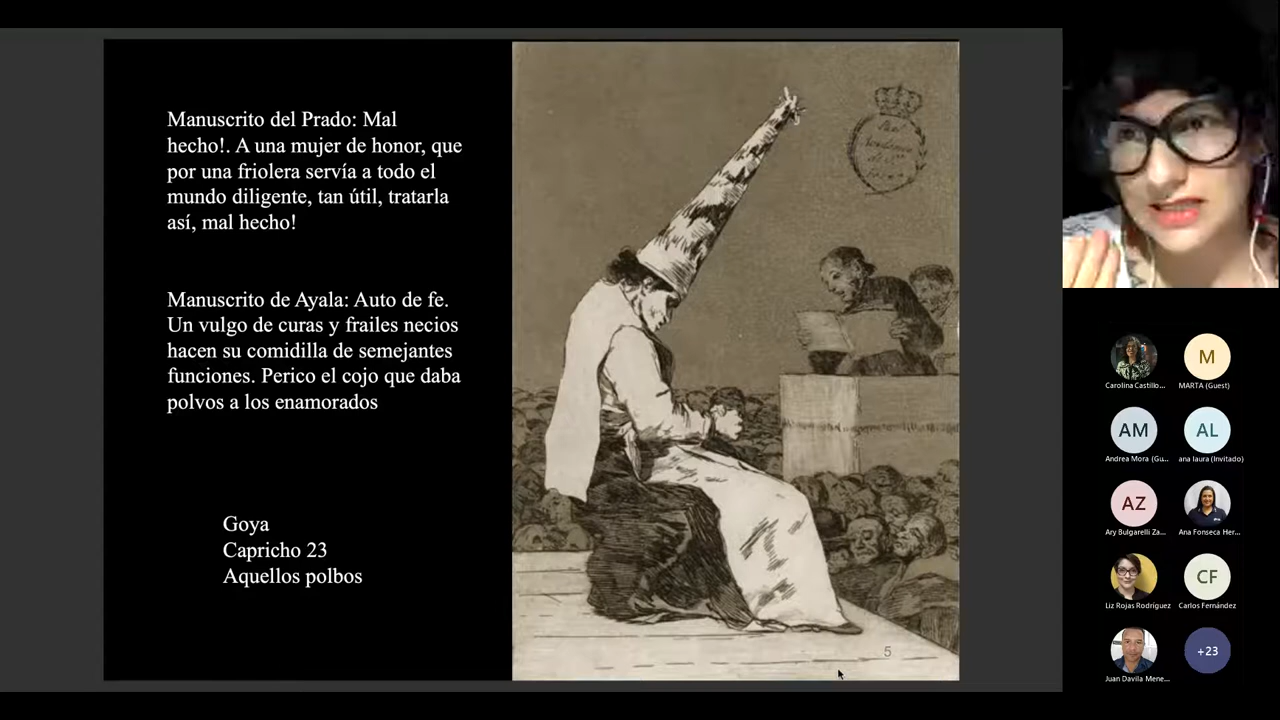 Manuscrito del Prado: Mal
hecho!. A una mujer de honor, que
por una friolera servía a todo el
mundo diligente, tan útil, tratarla
así, mal hecho!
Manuscrito de Ayala: Auto de fe.
Un vulgo de curas y frailes necios
hacen su comidilla de semejantes
funciones. Perico el cojo que daba
polvos a los enamorados
Goya
Capricho 23
Aquellos polbos
5
Carolina Castillo...
M
MARTA (Guest)
AM
Andrea Mora (Gu...
AL
ana laura (Invitado)
AZ
Ary Bulgarelli Za...
Ana Fonseca Her...
Liz Rojas Rodríguez
CF
Carlos Fernández
Juan Davila Mene...
+23